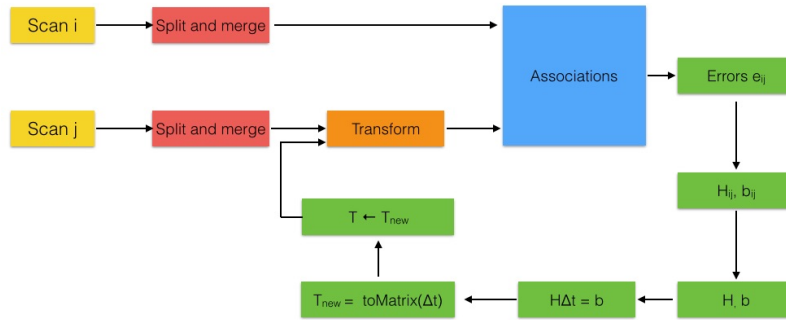 Scan i
Split and merge
Associations
Errors eᵢⱼ
Scan j
Split and merge
Transform
Hᵢⱼ, bᵢⱼ
T ← Tnew
Tnew = toMatrix(Δt)
HΔt = b
H, b